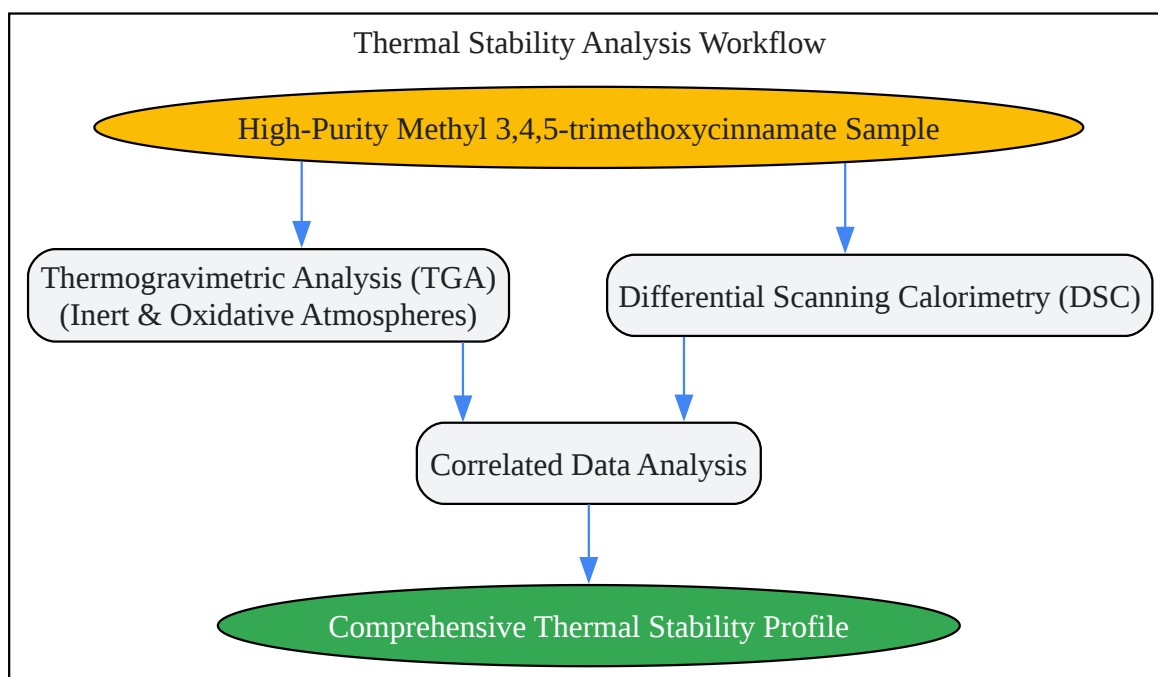 Thermal Stability Analysis Workflow
High-Purity Methyl 3,4,5-trimethoxycinnamate Sample
Thermogravimetric Analysis (TGA)
(Inert & Oxidative Atmospheres)
Differential Scanning Calorimetry (DSC)
Correlated Data Analysis
Comprehensive Thermal Stability Profile